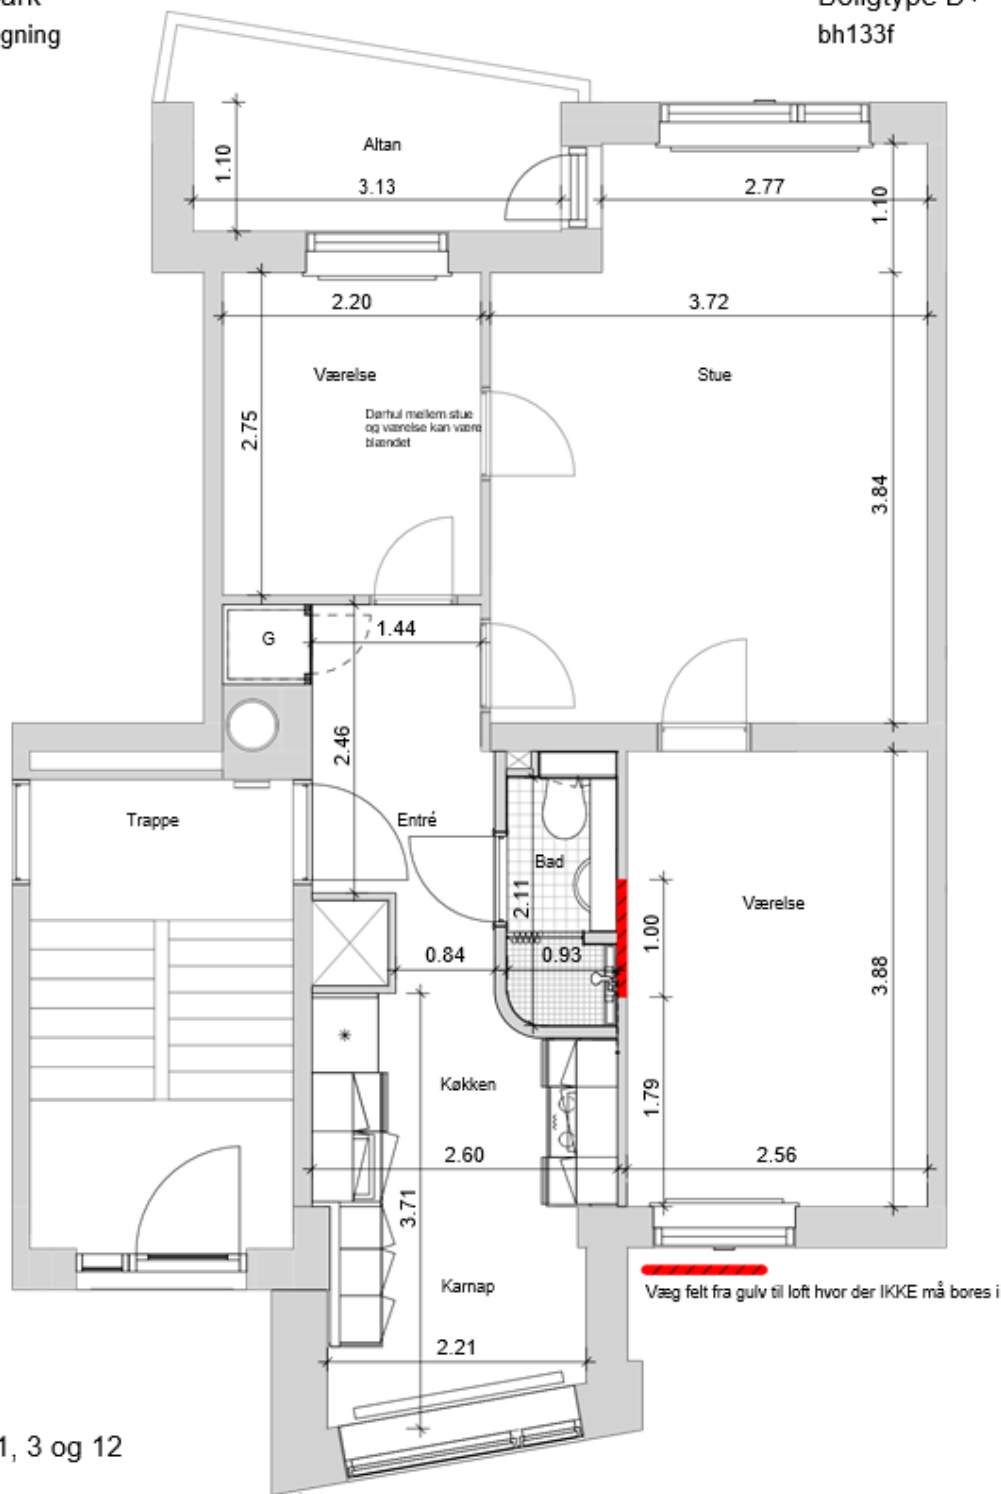 gning
bh133f
Altan
1.10
3.13
2.77
1.10
2.20
3.72
Værelse
Stue
Dørhul mellem stue
og værelse kan være
blændet
2.75
3.84
G
1.44
2.46
Trappe
Entré
Bad
2.11
Værelse
1.00
0.84
0.93
3.88
Køkken
1.79
2.60
2.56
3.71
Karnap
Væg felt fra gulv til loft hvor der IKKE må bores i
2.21
1, 3 og 12